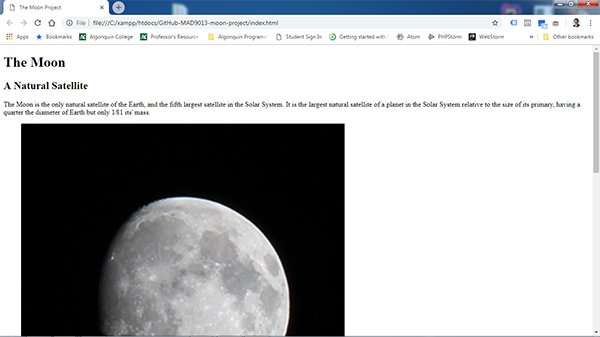 The Moon Project
File | file:///C:/xampp/htdocs/GitHub-MAD9013-moon-project/index.html
Apps Bookmarks Algonquin College Professor's Resource Algonquin Program Student Sign In Getting started with Atom PHPStorm WebStorm » Other bookmarks
The Moon
A Natural Satellite
The Moon is the only natural satellite of the Earth, and the fifth largest satellite in the Solar System. It is the largest natural satellite of a planet in the Solar System relative to the size of its primary, having a
quarter the diameter of Earth but only 1/81 its' mass.